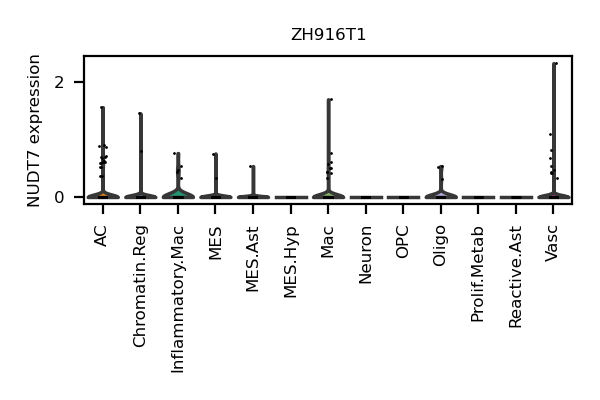 ZH916T1
NUDT7 expression
2
0
AC
Chromatin.Reg
Inflammatory.Mac
MES
MES.Ast
MES.Hyp
Mac
Neuron
OPC
Oligo
Prolif.Metab
Reactive.Ast
Vasc